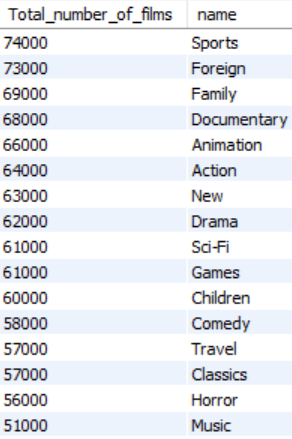 Total_number_of_films name
74000 Sports
73000 Foreign
69000 Family
68000 Documentary
66000 Animation
64000 Action
63000 New
62000 Drama
61000 Sci-Fi
61000 Games
60000 Children
58000 Comedy
57000 Travel
57000 Classics
56000 Horror
51000 Music